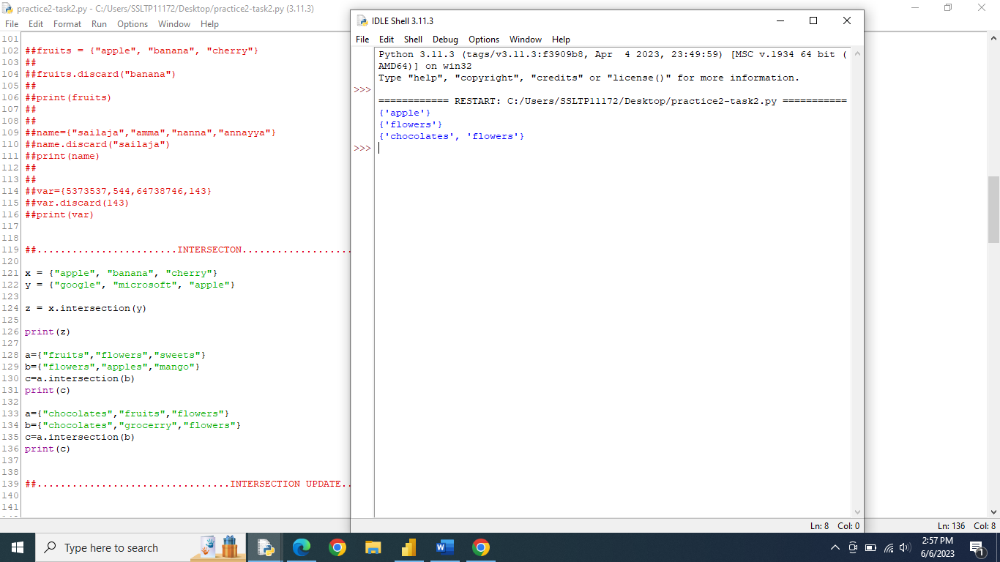 practice2-task2.py - C:/Users/SSLTP11172/Desktop/practice2-task2.py (3.11.3)
File Edit Format Run Options Window Help
101
102 ##fruits = {"apple", "banana", "cherry"}
103 ##
104 ##fruits.discard("banana")
105 ##
106 ##print(fruits)
107 ##
108 ##
109 ##name={"sailaja","amma","nanna","annayya"}
110 ##name.discard("sailaja")
111 ##print(name)
112 ##
113 ##
114 ##var={5373537,544,64738746,143}
115 ##var.discard(143)
116 ##print(var)
117
118
119 ##........................INTERSECTON...................
120
121 x = {"apple", "banana", "cherry"}
122 y = {"google", "microsoft", "apple"}
123
124 z = x.intersection(y)
125
126 print(z)
127
128 a={"fruits","flowers","sweets"}
129 b={"flowers","apples","mango"}
130 c=a.intersection(b)
131 print(c)
132
133 a={"chocolates","fruits","flowers"}
134 b={"chocolates","grocerry","flowers"}
135 c=a.intersection(b)
136 print(c)
137
138
139 ##.................................INTERSECTION UPDATE..
140
141
IDLE Shell 3.11.3
File Edit Shell Debug Options Window Help
Python 3.11.3 (tags/v3.11.3:f3909b8, Apr  4 2023, 23:49:59) [MSC v.1934 64 bit (
AMD64)] on win32
Type "help", "copyright", "credits" or "license()" for more information.
>>>
============ RESTART: C:/Users/SSLTP11172/Desktop/practice2-task2.py ===========
{'apple'}
{'flowers'}
{'chocolates', 'flowers'}
>>>
Ln: 8 Col: 0
Ln: 136 Col: 8
Type here to search
W
2:57 PM
6/6/2023
1